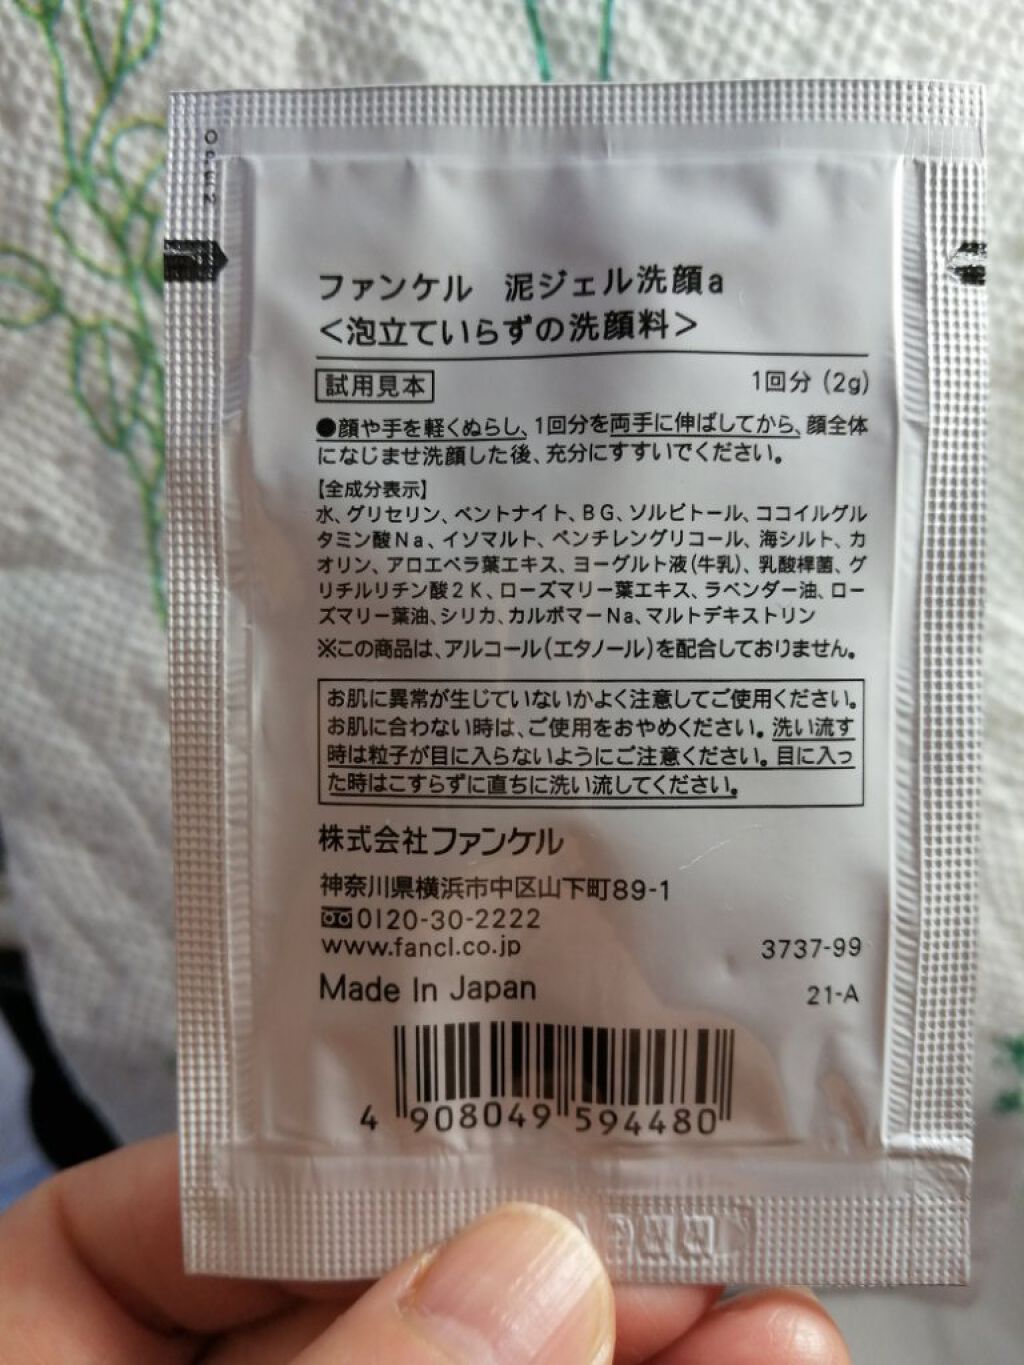 ファンケル 泥ジェル洗顔a
＜泡立ていらずの洗顔料＞
試用見本 1回分 (2g)
●顔や手を軽くぬらし、1回分を両手に伸ばしてから、顔全体
になじませ洗顔した後、充分にすすいでください。
【全成分表示】
水、グリセリン、ベントナイト、BG、ソルビトール、ココイルグル
タミン酸Na、イソマルト、ペンチレングリコール、海シルト、カ
オリン、アロエベラ葉エキス、ヨーグルト液(牛乳)、乳酸桿菌、グ
リチルリチン酸2K、ローズマリー葉エキス、ラベンダー油、ロー
ズマリー葉油、シリカ、カルボマーNa、マルトデキストリン
※この商品は、アルコール(エタノール)を配合しておりません。
お肌に異常が生じていないかよく注意してご使用ください。
お肌に合わない時は、ご使用をおやめください。洗い流す
時は粒子が目に入らないようにご注意ください。目に入っ
た時はこすらずに直ちに洗い流してください。
株式会社ファンケル
神奈川県横浜市中区山下町89-1
0120-30-2222
www.fancl.co.jp 3737-99
Made In Japan 21-A
4 908049 594480